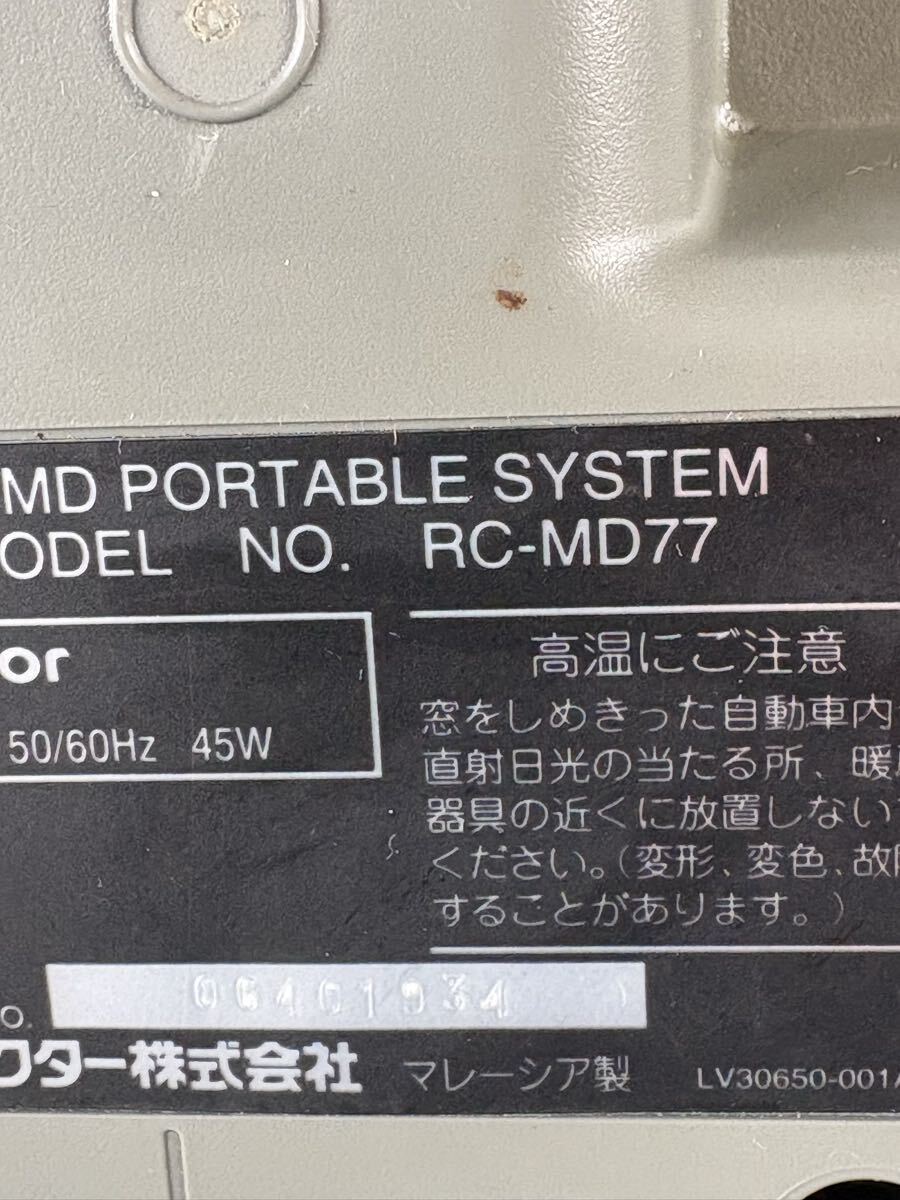 MD PORTABLE SYSTEM
ODEL NO. RC-MD77
or
50/60Hz 45W
高温にご注意
窓をしめきった自動車内
直射日光の当たる所、暖
器具の近くに放置しない
ください。(変形、変色、故
することがあります。)
o. 06401934
クター株式会社 マレーシア製 LV30650-001